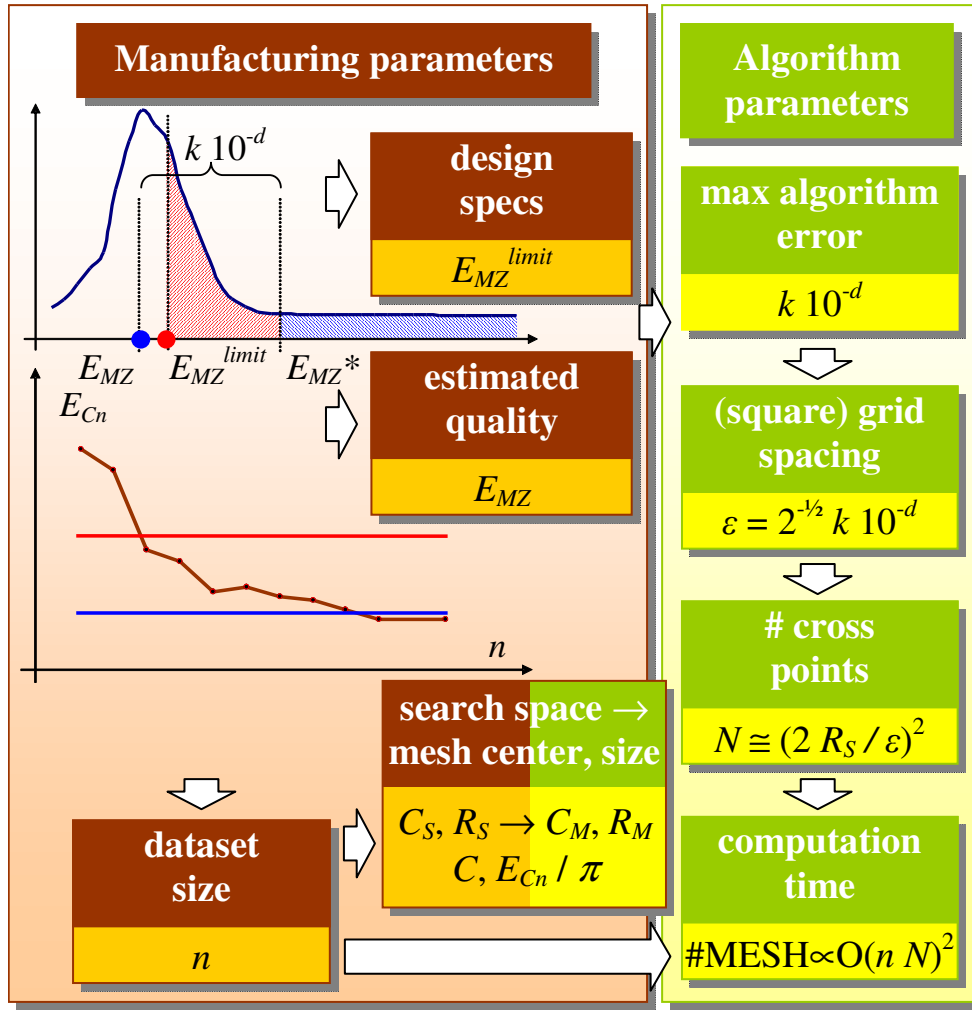 Manufacturing parameters
k 10^-d
design
specs
E_MZ^limit
E_MZ
E_MZ^limit
E_MZ*
E_Cn
estimated
quality
E_MZ
n
search space →
mesh center, size
C_S, R_S → C_M, R_M
C, E_Cn / π
dataset
size
n
Algorithm
parameters
max algorithm
error
k 10^-d
(square) grid
spacing
ε = 2^-½ k 10^-d
# cross
points
N ≅ (2 R_S / ε)^2
computation
time
#MESH∝O(n N)^2